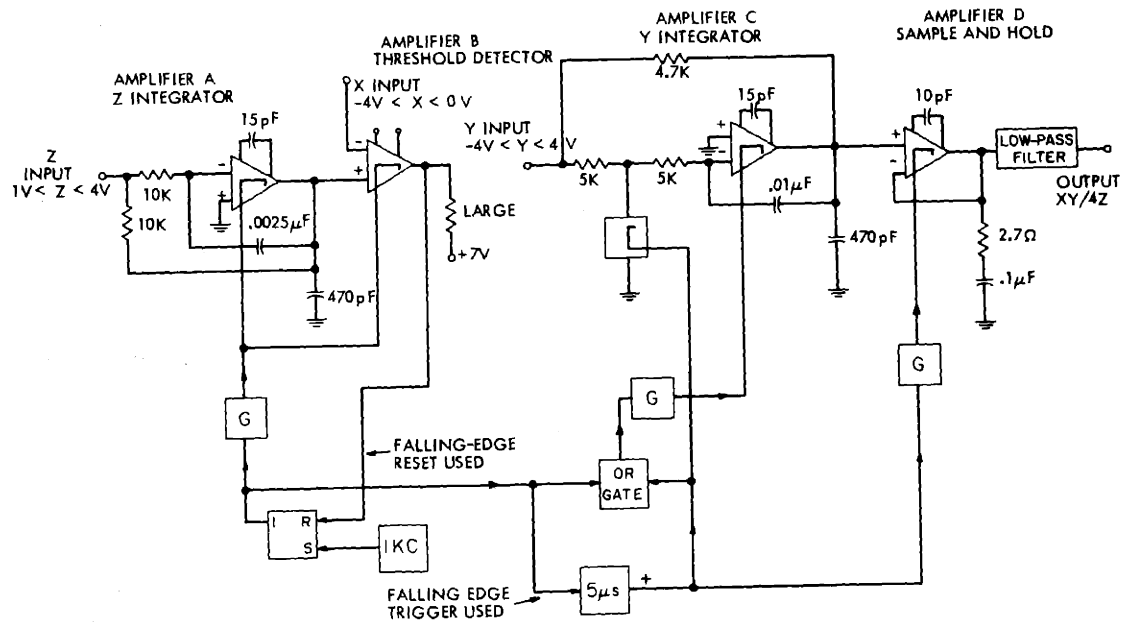 AMPLIFIER A
Z INTEGRATOR
AMPLIFIER B
THRESHOLD DETECTOR
AMPLIFIER C
Y INTEGRATOR
AMPLIFIER D
SAMPLE AND HOLD
X INPUT
-4V < X < 0 V
4.7K
15pF
15pF
10pF
Y INPUT
-4V < Y < 4V
Z
INPUT
1V < Z < 4V
10K
10K
.0025μF
470pF
-
+
-
+
LARGE
+7V
5K
5K
+
-
.01μF
470pF
+
-
LOW-PASS
FILTER
OUTPUT
XY/4Z
2.7Ω
.1μF
G
G
G
FALLING-EDGE
RESET USED
OR
GATE
1 R
S
1KC
5μs
+
FALLING EDGE
TRIGGER USED